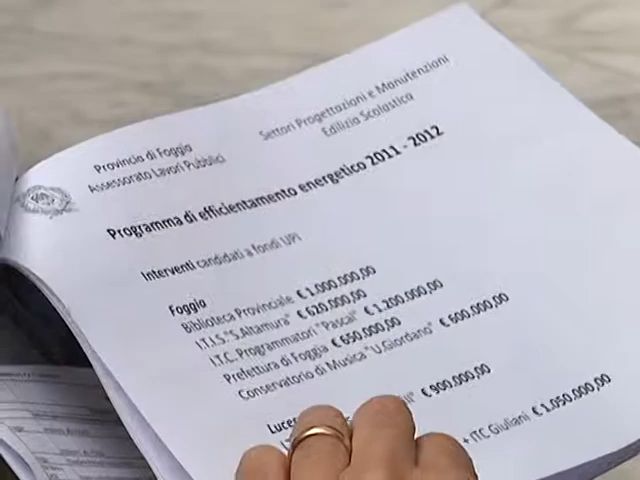 Provincia di Foggia
Assessorato Lavori Pubblici
Settori Progettazioni e Manutenzioni
Edilizia Scolastica
Programma di efficientamento energetico 2011 - 2012
Interventi candidati a fondi UPI
Foggia
Biblioteca Provinciale € 1.000.000,00
I.T.I.S."S.Altamura" € 620.000,00
I.T.C. Programmatori "Pascal" € 1.200.000,00
Prefettura di Foggia € 650.000,00
Conservatorio di Musica "U.Giordano" € 600.000,00
€ 900.000,00
+ ITC Giuliani € 1.050.000,00